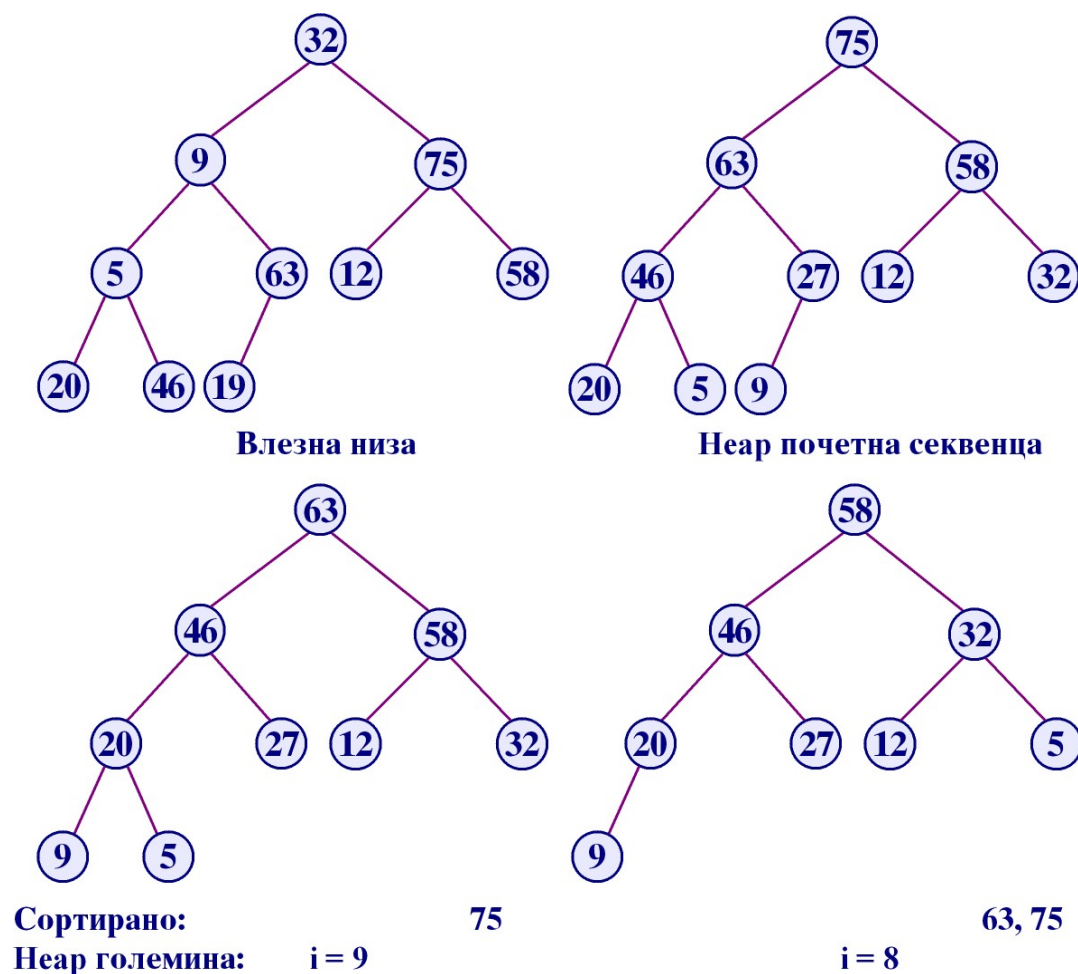 32 75
9 75 63 58
5 63 12 58 46 27 12 32
20 46 19 20 5 9
Влезна низа Heap почетна секвенца
63 58
46 58 46 32
20 27 12 32 20 27 12 5
9 5 9
Сортирано: 75 63, 75
Heap големина: i = 9 i = 8